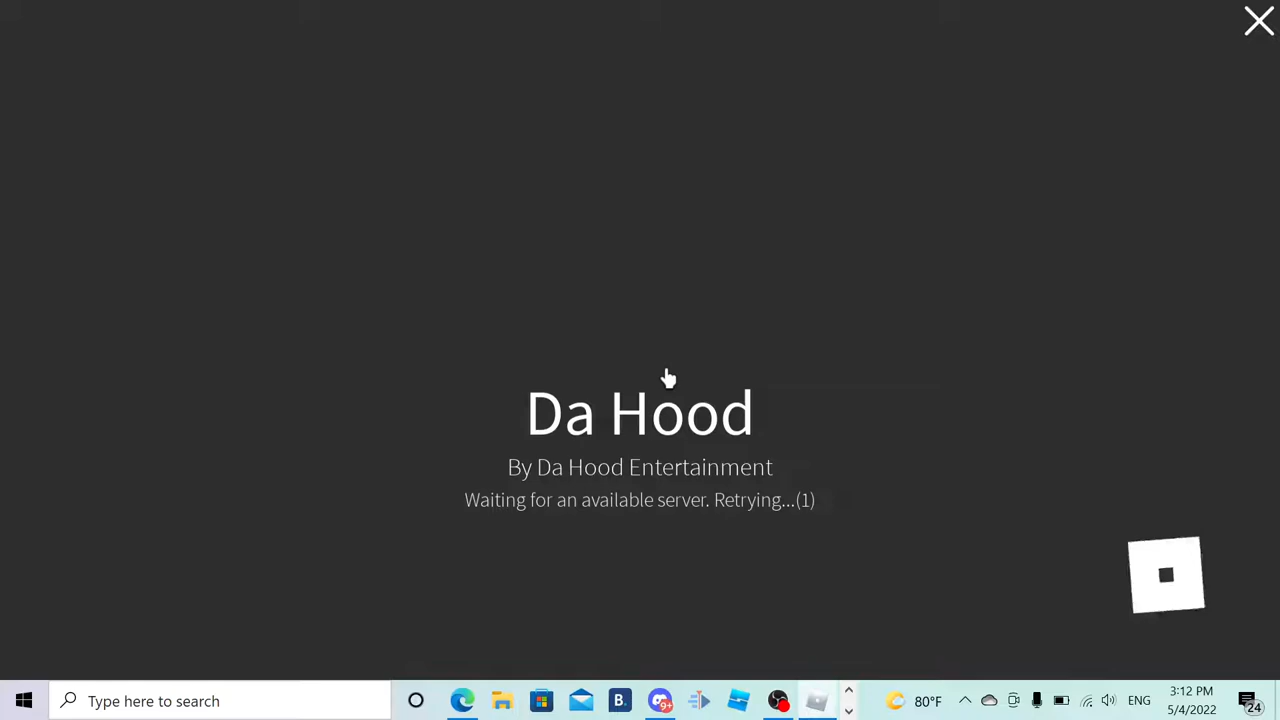 Da Hood
By Da Hood Entertainment
Waiting for an available server. Retrying...(1)
Type here to search
B.
9+
80°F
ENG
3:12 PM
5/4/2022
24